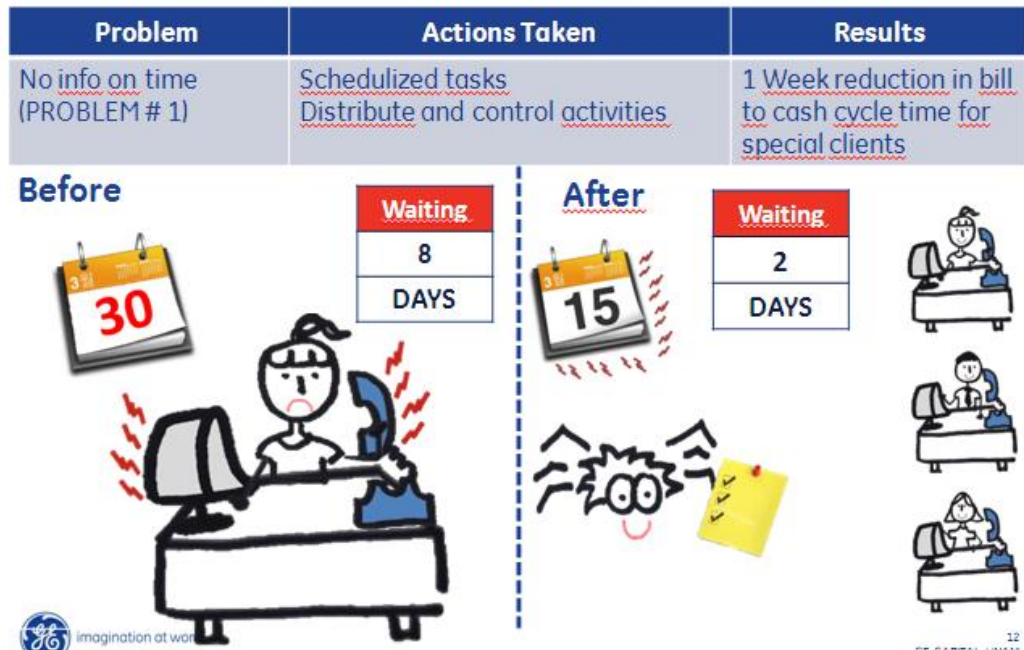 Problem
Actions Taken
Results
No info on time
(PROBLEM # 1)
Schedulized tasks
Distribute and control activities
1 Week reduction in bill
to cash cycle time for
special clients
Before
Waiting
8
DAYS
30
After
Waiting
2
DAYS
3
15
imagination at wor
12